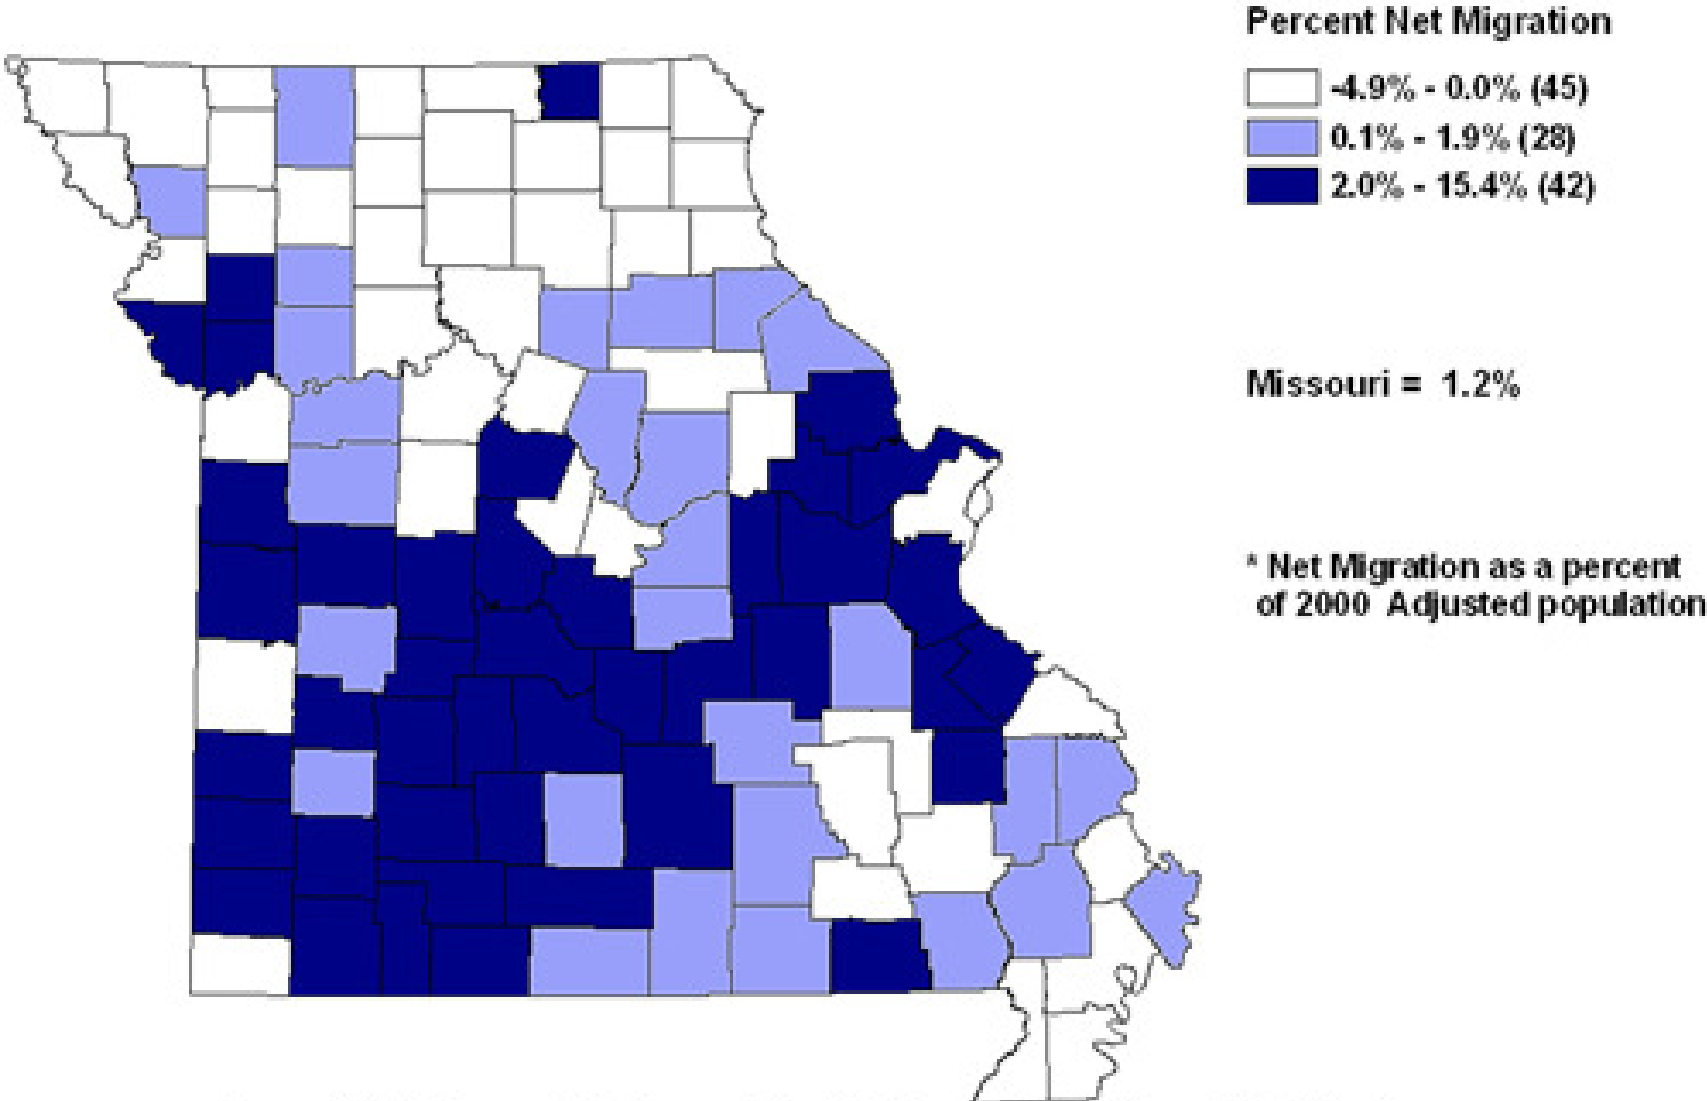 Percent Net Migration
-4.9% - 0.0% (45)
0.1% - 1.9% (28)
2.0% - 15.4% (42)
Missouri = 1.2%
* Net Migration as a percent
of 2000 Adjusted population